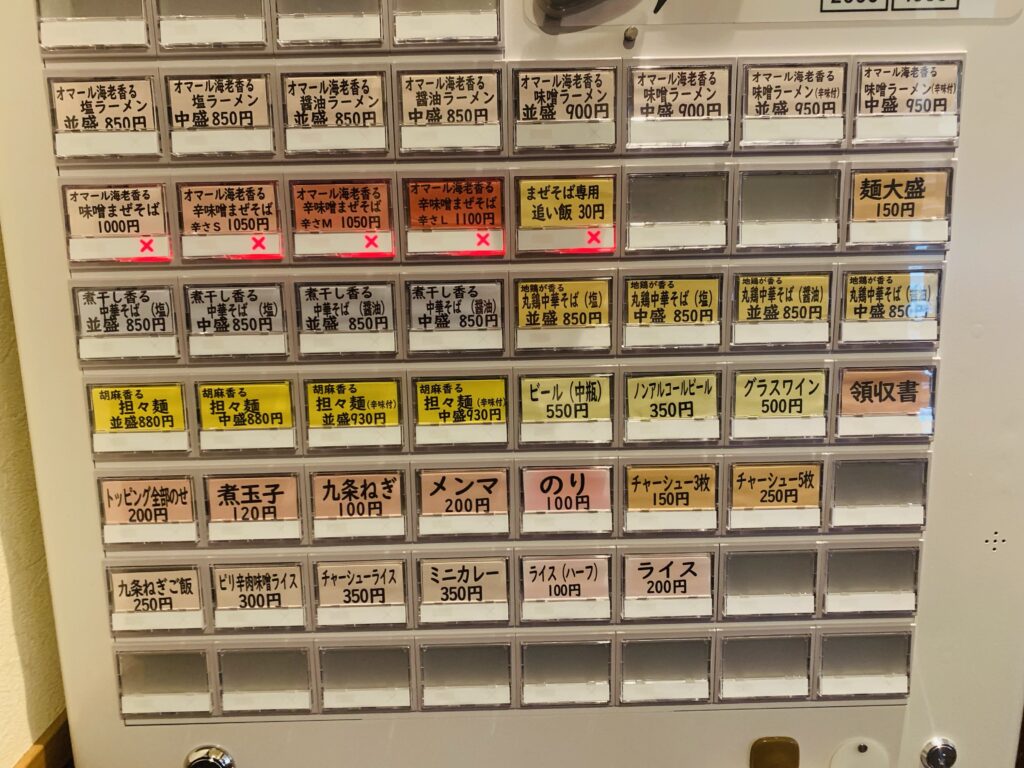 オマール海老香る
塩ラーメン
並盛 850円
オマール海老香る
塩ラーメン
中盛 850円
オマール海老香る
醤油ラーメン
並盛 850円
オマール海老香る
醤油ラーメン
中盛 850円
オマール海老香る
味噌ラーメン
並盛 900円
オマール海老香る
味噌ラーメン
中盛 900円
オマール海老香る
味噌ラーメン(辛味付)
並盛 950円
オマール海老香る
味噌ラーメン(辛味付)
中盛 950円
オマール海老香る
味噌まぜそば
1000円
×
オマール海老香る
辛味噌まぜそば
辛さS 1050円
×
オマール海老香る
辛味噌まぜそば
辛さM 1050円
×
オマール海老香る
辛味噌まぜそば
辛さL 1100円
×
まぜそば専用
追い飯 30円
×
麺大盛
150円
煮干し香る
中華そば(塩)
並盛 850円
煮干し香る
中華そば(塩)
中盛 850円
煮干し香る
中華そば(醤油)
並盛 850円
煮干し香る
中華そば(醤油)
中盛 850円
地鶏が香る
丸鶏中華そば(塩)
並盛 850円
地鶏が香る
丸鶏中華そば(塩)
中盛 850円
地鶏が香る
丸鶏中華そば(醤油)
並盛 850円
地鶏が香る
丸鶏中華そば(醤油)
中盛 850円
胡麻香る
担々麺
並盛880円
胡麻香る
担々麺
中盛880円
胡麻香る
担々麺(辛味付)
並盛930円
胡麻香る
担々麺(辛味付)
中盛930円
ビール(中瓶)
550円
ノンアルコールビール
350円
グラスワイン
500円
領収書
トッピング全部のせ
200円
煮玉子
120円
九条ねぎ
100円
メンマ
200円
のり
100円
チャーシュー3枚
150円
チャーシュー5枚
250円
九条ねぎご飯
250円
ピリ辛肉味噌ライス
300円
チャーシューライス
350円
ミニカレー
350円
ライス(ハーフ)
100円
ライス
200円